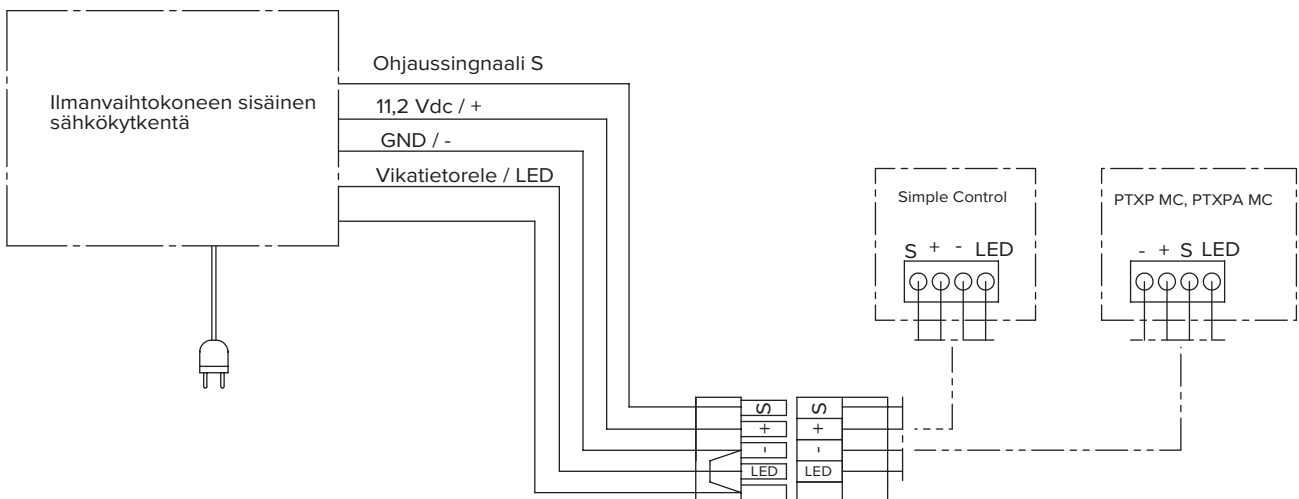 Ohjaussingnaali S
Ilmanvaihtokoneen sisäinen
sähkökytkentä
11,2 Vdc / +
GND / -
Vikatietorele / LED
Simple Control
S + - LED
PTXP MC, PTXPA MC
- + S LED
S S
+ +
- -
LED LED